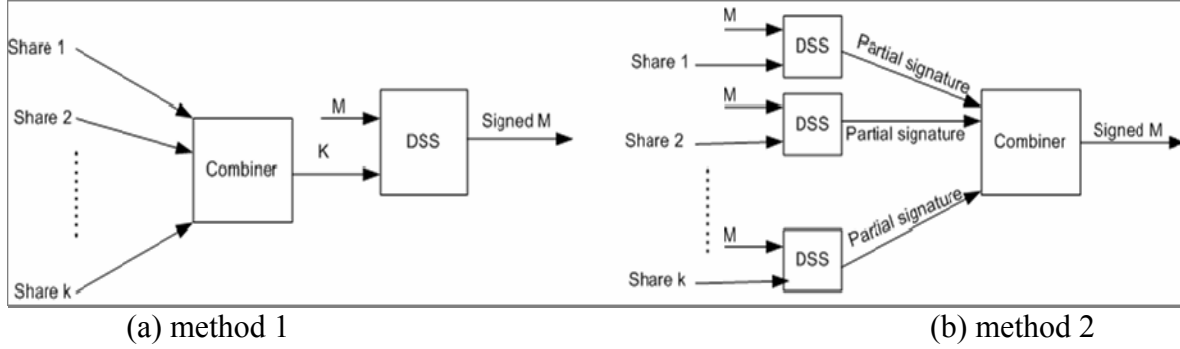 Share 1
Share 2
Share k
Combiner
K
M
DSS
Signed M
(a) method 1
M
Share 1
DSS
Partial signature
M
Share 2
DSS
Partial signature
M
Share k
DSS
Partial signature
Combiner
Signed M
(b) method 2